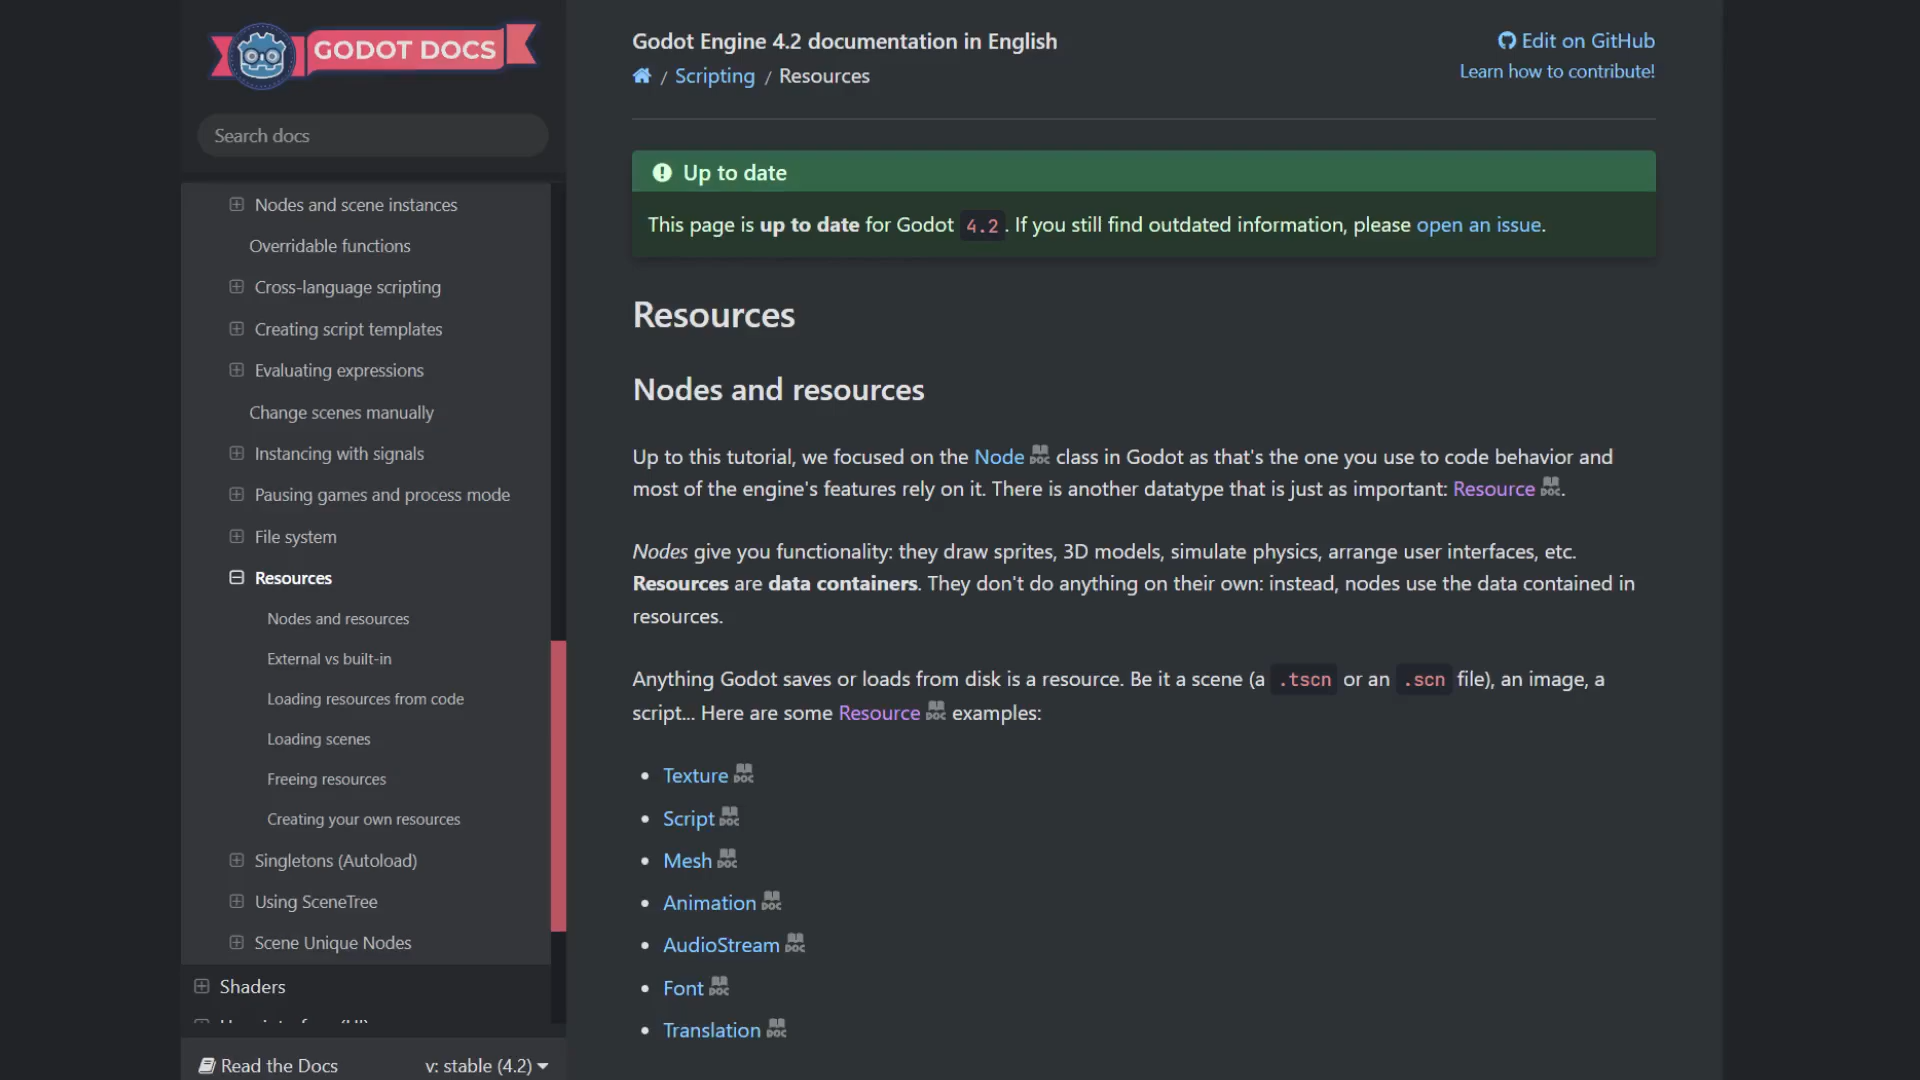 GODOT DOCS
Search docs
Nodes and scene instances
Overridable functions
Cross-language scripting
Creating script templates
Evaluating expressions
Change scenes manually
Instancing with signals
Pausing games and process mode
File system
Resources
Nodes and resources
External vs built-in
Loading resources from code
Loading scenes
Freeing resources
Creating your own resources
Singletons (Autoload)
Using SceneTree
Scene Unique Nodes
Shaders
Read the Docs
v: stable (4.2)
Godot Engine 4.2 documentation in English
/ Scripting / Resources
Edit on GitHub
Learn how to contribute!
Up to date
This page is up to date for Godot 4.2. If you still find outdated information, please open an issue.
Resources
Nodes and resources
Up to this tutorial, we focused on the Node DOC class in Godot as that's the one you use to code behavior and
most of the engine's features rely on it. There is another datatype that is just as important: Resource DOC.
Nodes give you functionality: they draw sprites, 3D models, simulate physics, arrange user interfaces, etc.
Resources are data containers. They don't do anything on their own: instead, nodes use the data contained in
resources.
Anything Godot saves or loads from disk is a resource. Be it a scene (a .tscn or an .scn file), an image, a
script... Here are some Resource DOC examples:
• Texture DOC
• Script DOC
• Mesh DOC
• Animation DOC
• AudioStream DOC
• Font DOC
• Translation DOC